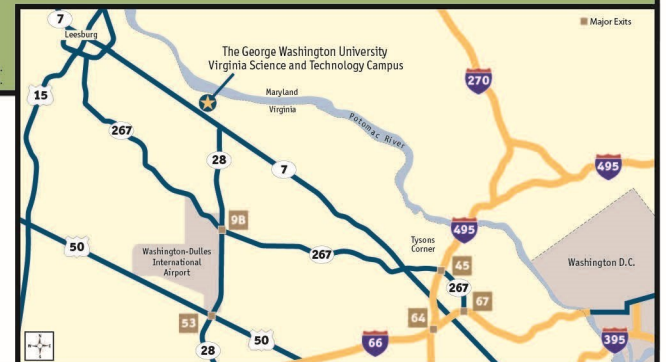 7
Leesburg
Major Exits
The George Washington University
Virginia Science and Technology Campus
270
15
Maryland
Virginia
267
Potomac River
28
7
495
495
9B
50
Washington-Dulles
International
Airport
267
Tysons
Corner
45
Washington D.C.
267
67
64
53
50
66
395
28